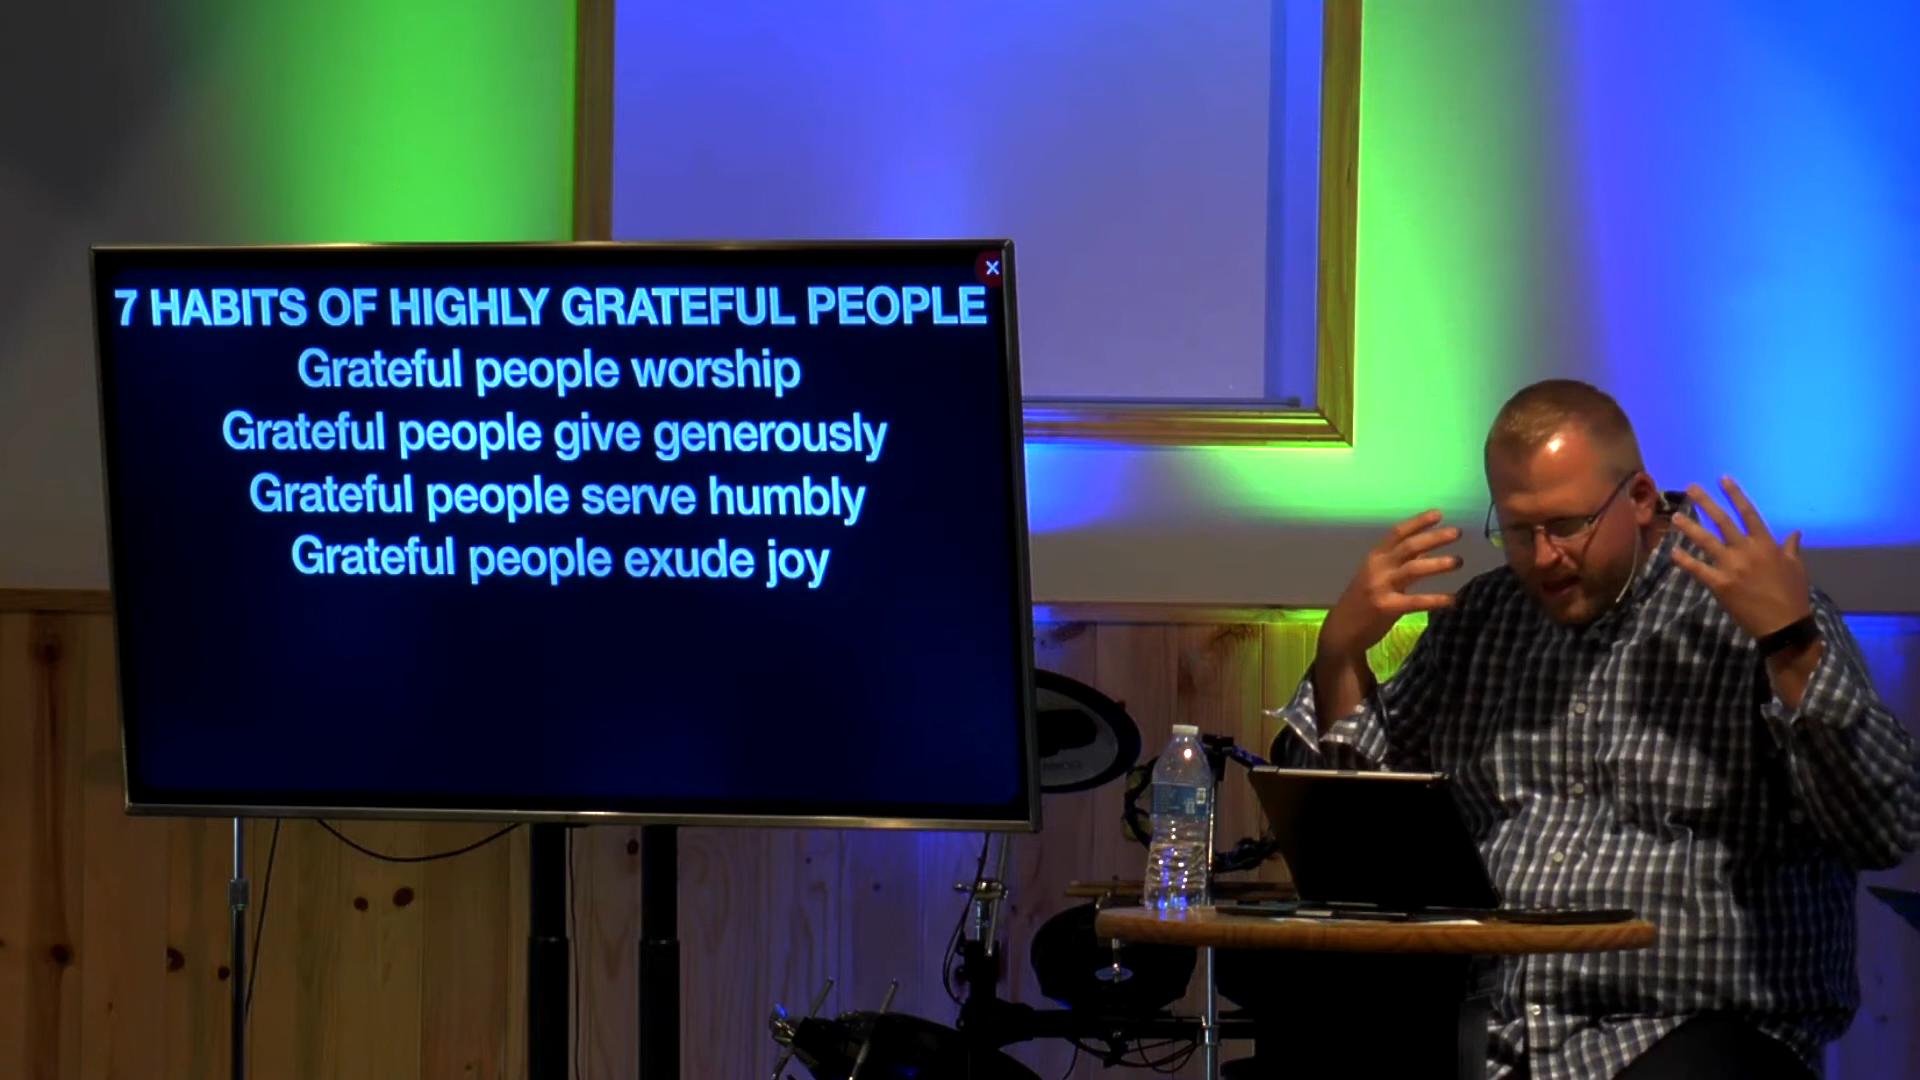 7 HABITS OF HIGHLY GRATEFUL PEOPLE
Grateful people worship
Grateful people give generously
Grateful people serve humbly
Grateful people exude joy